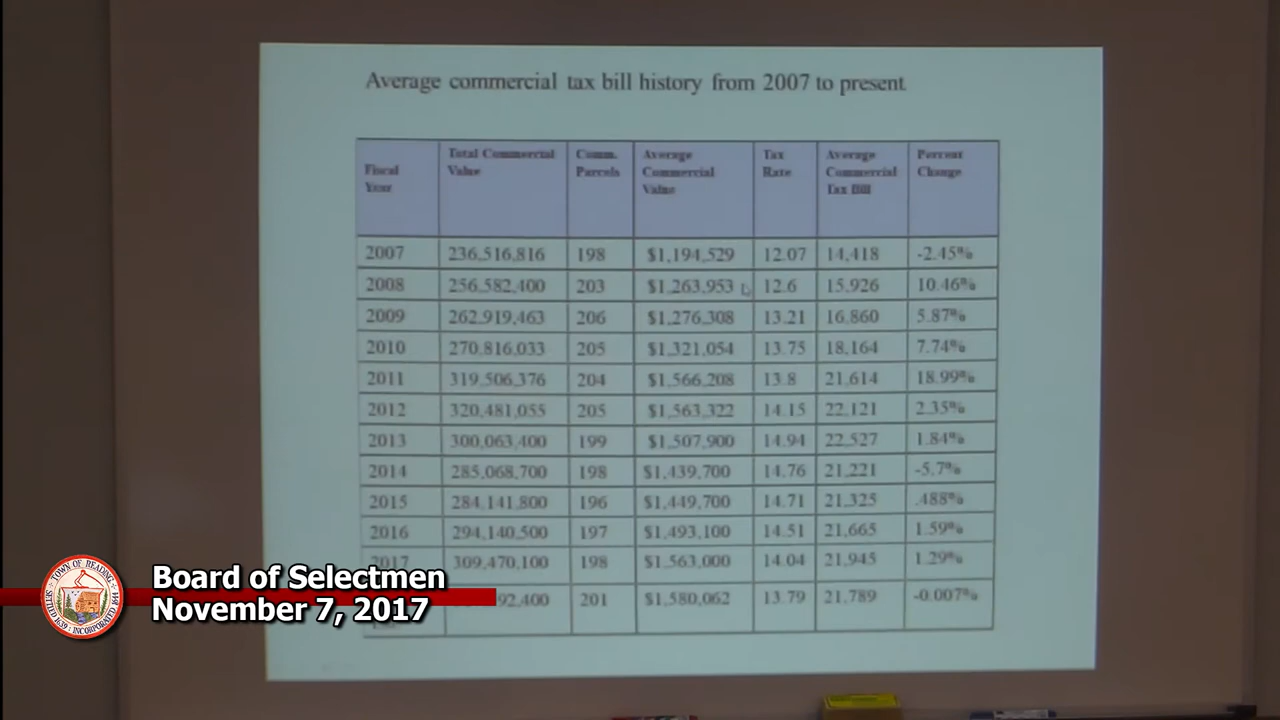 Average commercial tax bill history from 2007 to present
Fiscal Year Total Commercial Value Comm. Parcels Average Commercial Value Tax Rate Average Commercial Tax Bill Percent Change
2007 236,516,816 198 $1,194,529 12.07 14,418 -2.45%
2008 256,582,400 203 $1,263,953 12.6 15,926 10.46%
2009 262,919,463 206 $1,276,308 13.21 16,860 5.87%
2010 270,816,033 205 $1,321,054 13.75 18,164 7.74%
2011 319,506,376 204 $1,566,208 13.8 21,614 18.99%
2012 320,481,055 205 $1,563,322 14.15 22,121 2.35%
2013 300,063,400 199 $1,507,900 14.94 22,527 1.84%
2014 285,068,700 198 $1,439,700 14.76 21,221 -5.7%
2015 284,141,800 196 $1,449,700 14.71 21,325 .488%
2016 294,140,500 197 $1,493,100 14.51 21,665 1.59%
2017 309,470,100 198 $1,563,000 14.04 21,945 1.29%
92,400 201 $1,580,062 13.79 21,789 -0.007%
TOWN OF READING
SETTLED 1639 INCORPORATED 1644
Board of Selectmen
November 7, 2017